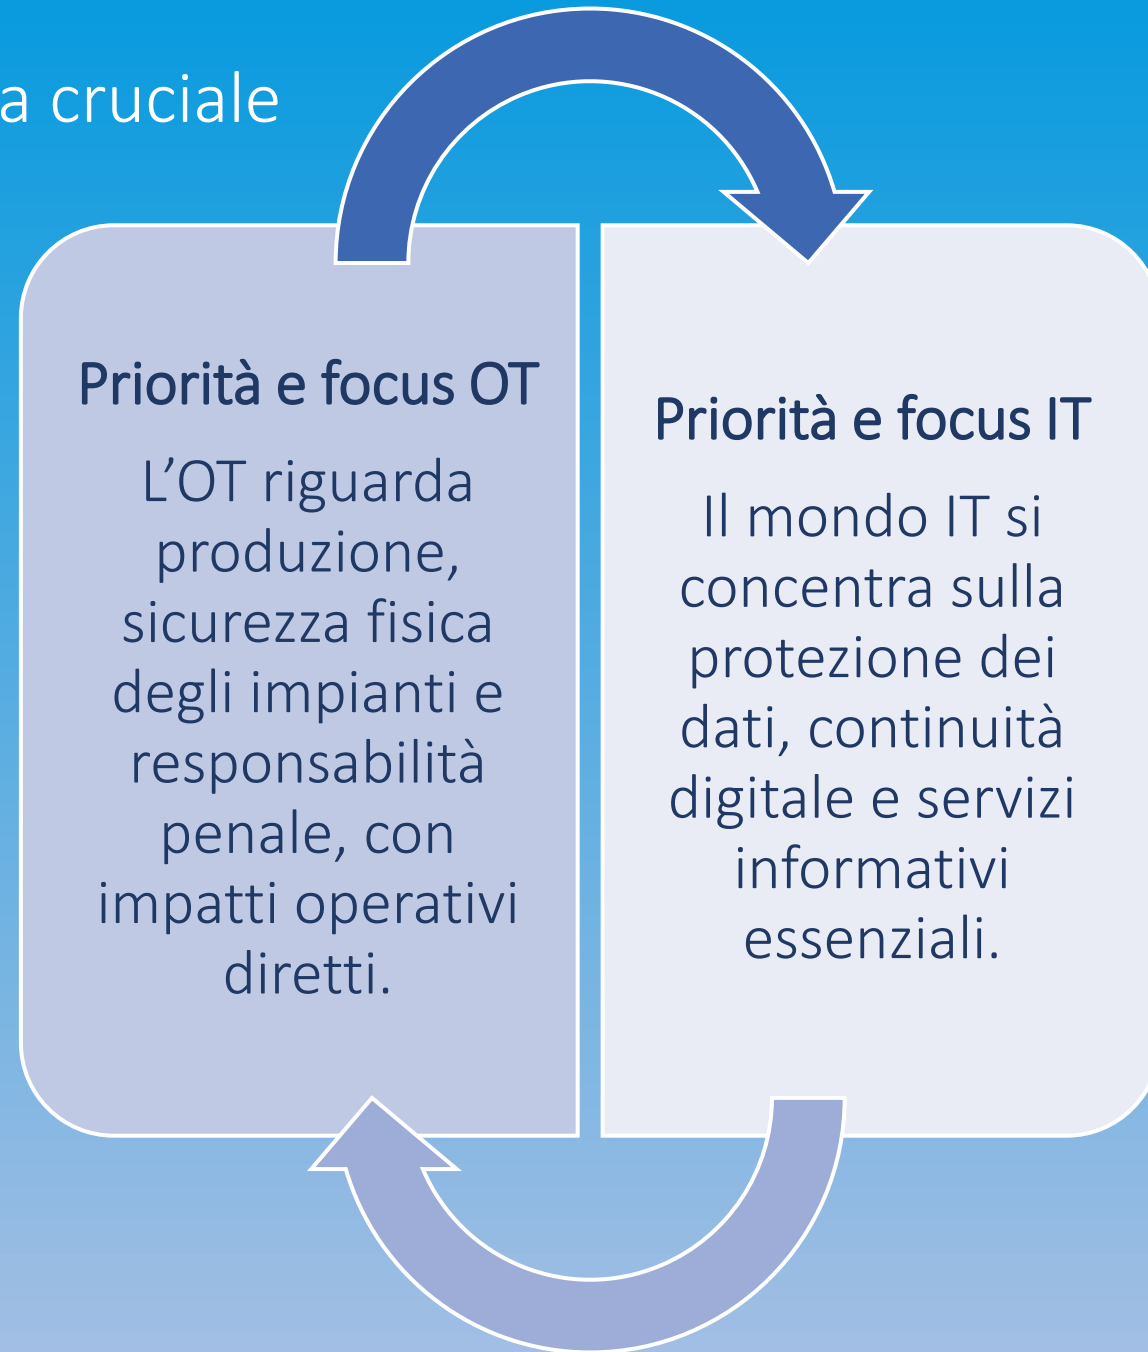 a cruciale
Priorità e focus OT
L’OT riguarda
produzione,
sicurezza fisica
degli impianti e
responsabilità
penale, con
impatti operativi
diretti.
Priorità e focus IT
Il mondo IT si
concentra sulla
protezione dei
dati, continuità
digitale e servizi
informativi
essenziali.